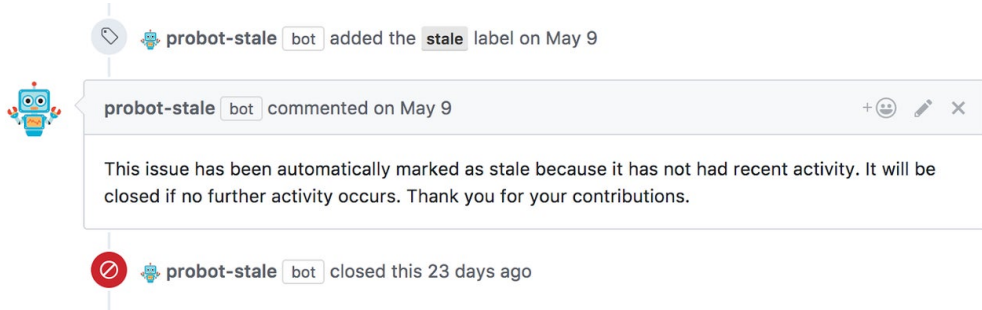 probot-stale bot added the stale label on May 9
probot-stale bot commented on May 9
This issue has been automatically marked as stale because it has not had recent activity. It will be
closed if no further activity occurs. Thank you for your contributions.
probot-stale bot closed this 23 days ago